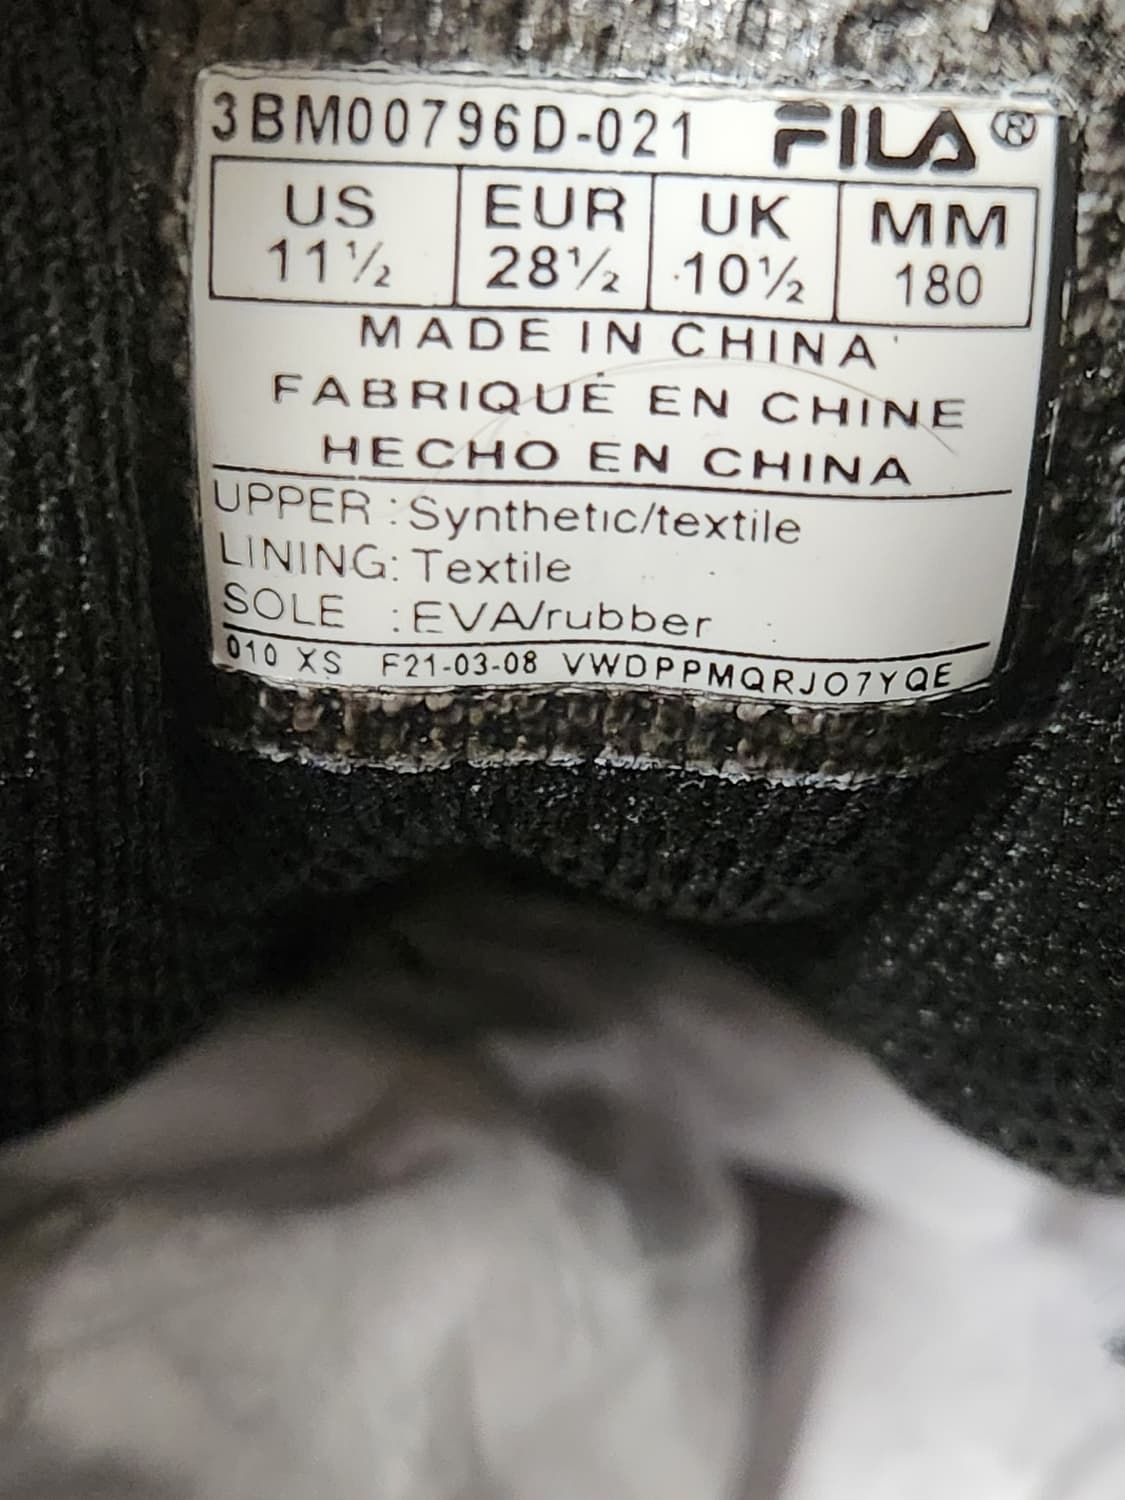 3BM00796D-021 FILA®
US EUR UK MM
11½ 28½ 10½ 180
MADE IN CHINA
FABRIQUÉ EN CHINE
HECHO EN CHINA
UPPER : Synthetic/textile
LINING: Textile
SOLE : EVA/rubber
010 XS F21-03-08 VWDPPMQRJO7YQE